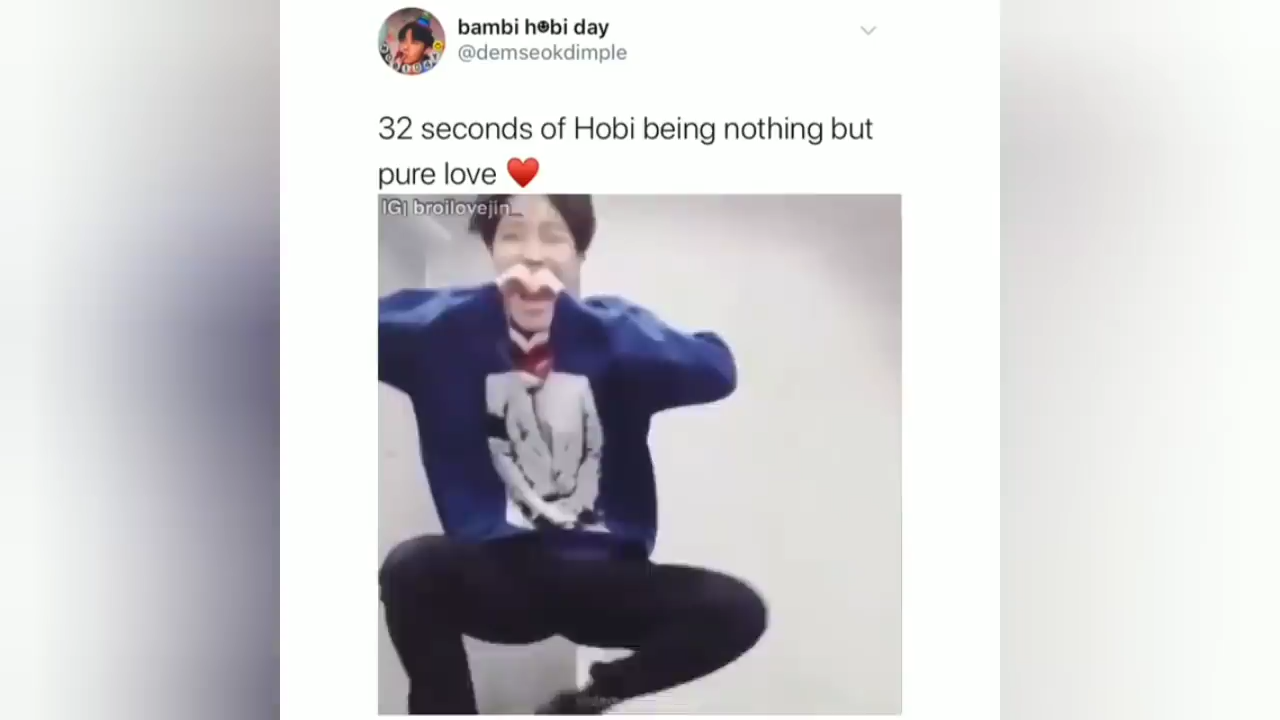 bambi h☻bi day
@demseokdimple
32 seconds of Hobi being nothing but
pure love ♥️
IG| broilovejin_